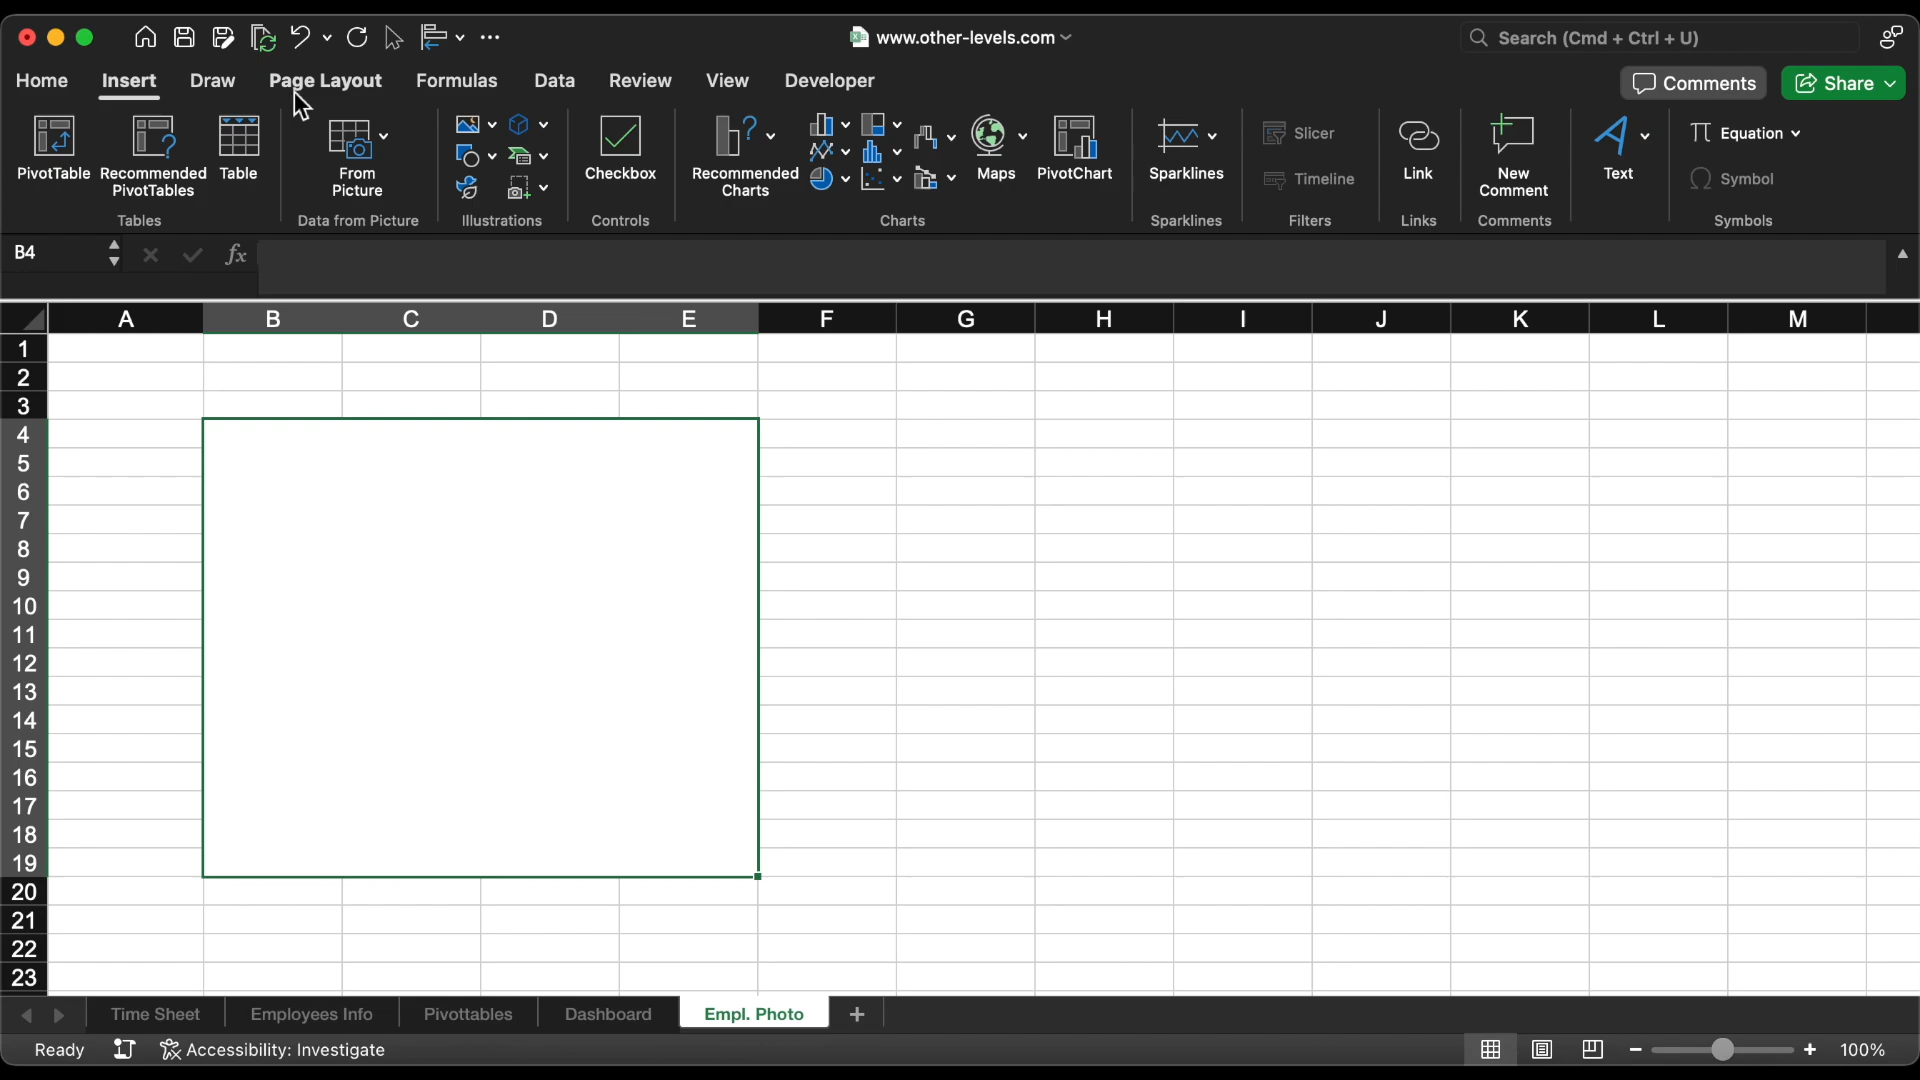 www.other-levels.com
Search (Cmd + Ctrl + U)
Home Insert Draw Page Layout Formulas Data Review View Developer
Comments Share
PivotTable
Recommended PivotTables
Table
From Picture
Checkbox
Recommended Charts
Maps
PivotChart
Sparklines
Slicer
Timeline
Link
New Comment
Text
Equation
Symbol
Tables Data from Picture Illustrations Controls Charts Sparklines Filters Links Comments Symbols
B4 fx
A B C D E F G H I J K L M
1
2
3
4
5
6
7
8
9
10
11
12
13
14
15
16
17
18
19
20
21
22
23
Time Sheet Employees Info Pivottables Dashboard Empl. Photo
Ready Accessibility: Investigate 100%